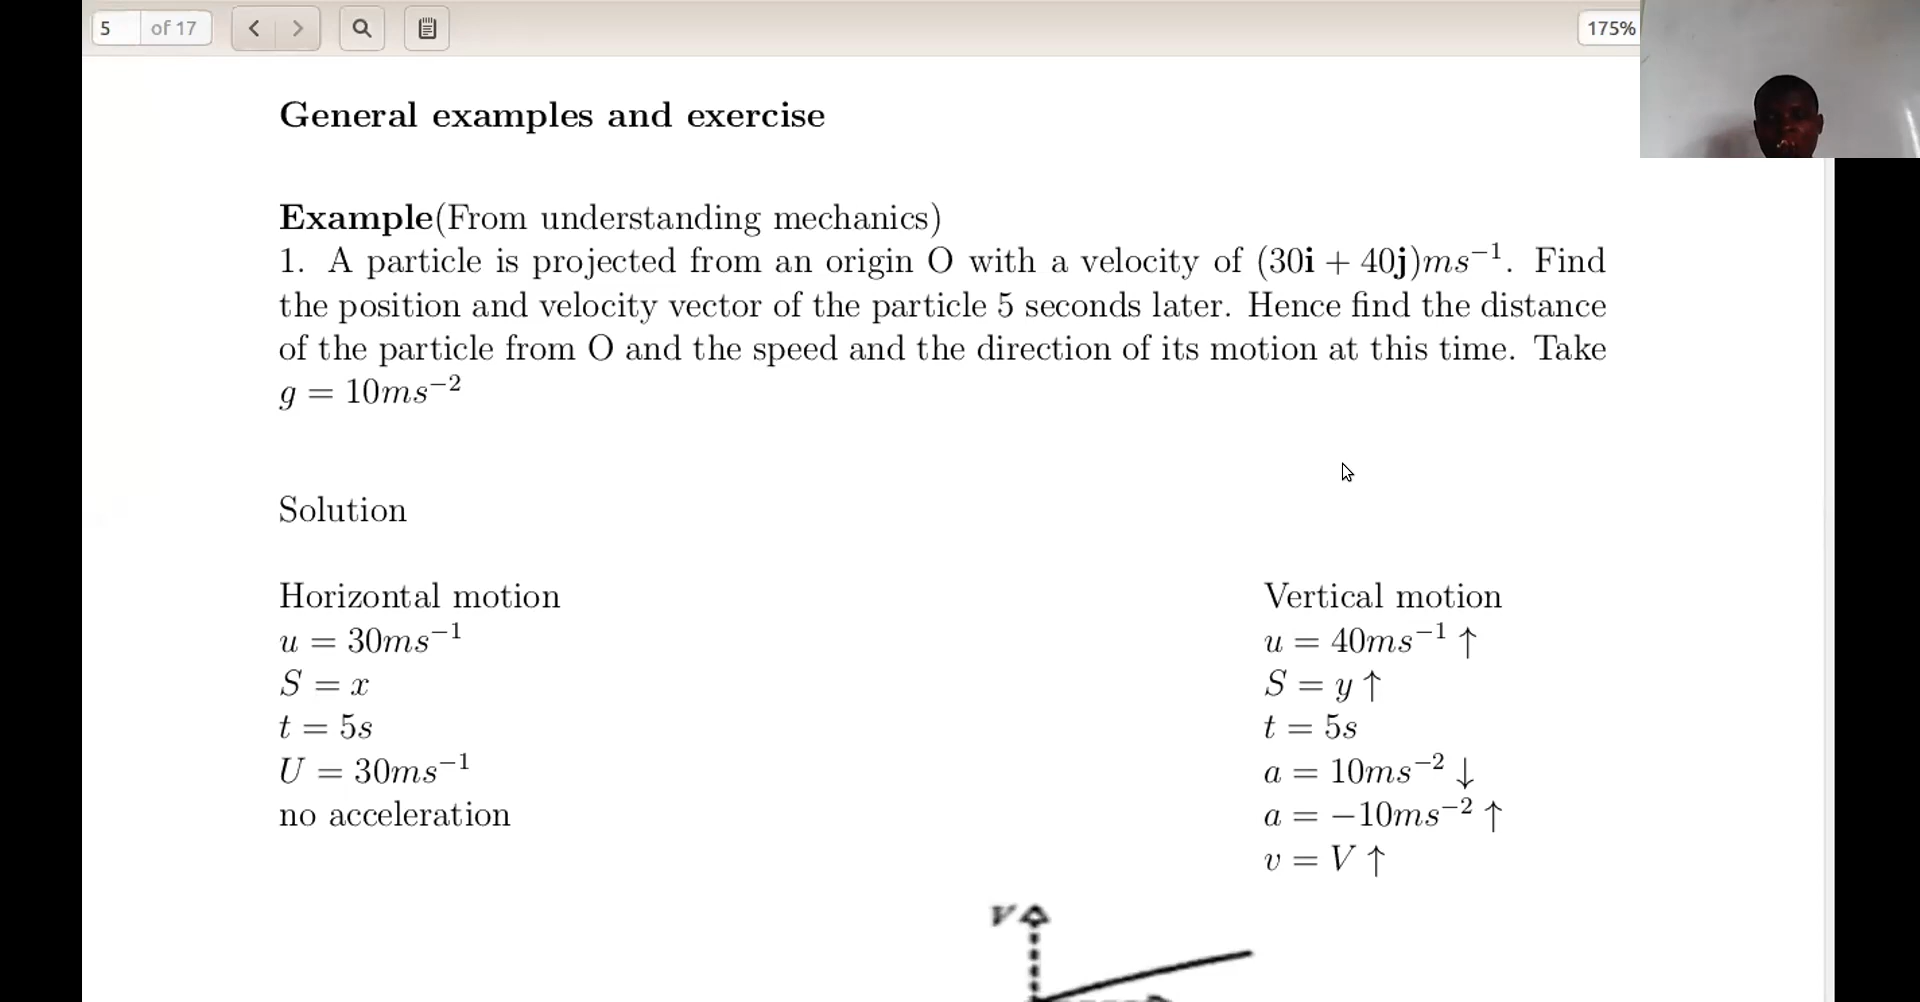 5 of 17 175%
General examples and exercise
Example(From understanding mechanics)
1. A particle is projected from an origin O with a velocity of (30i + 40j)ms⁻¹. Find
the position and velocity vector of the particle 5 seconds later. Hence find the distance
of the particle from O and the speed and the direction of its motion at this time. Take
g = 10ms⁻²
Solution
Horizontal motion
u = 30ms⁻¹
S = x
t = 5s
U = 30ms⁻¹
no acceleration
Vertical motion
u = 40ms⁻¹ ↑
S = y ↑
t = 5s
a = 10ms⁻² ↓
a = −10ms⁻² ↑
v = V ↑
V